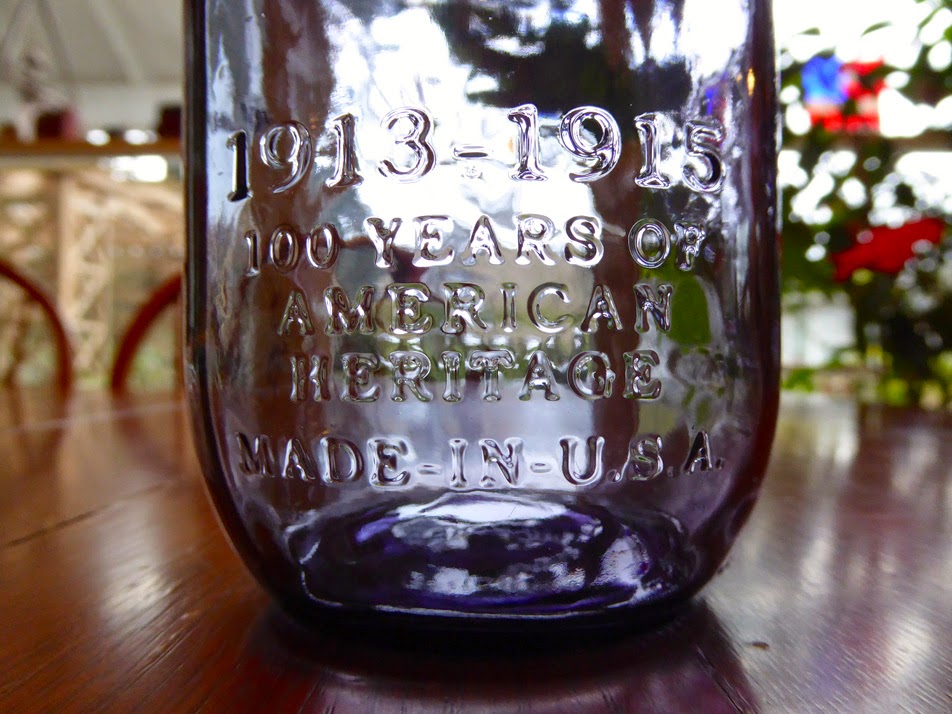 1913-1915
100 YEARS OF
AMERICAN
HERITAGE
MADE-IN-U.S.A.